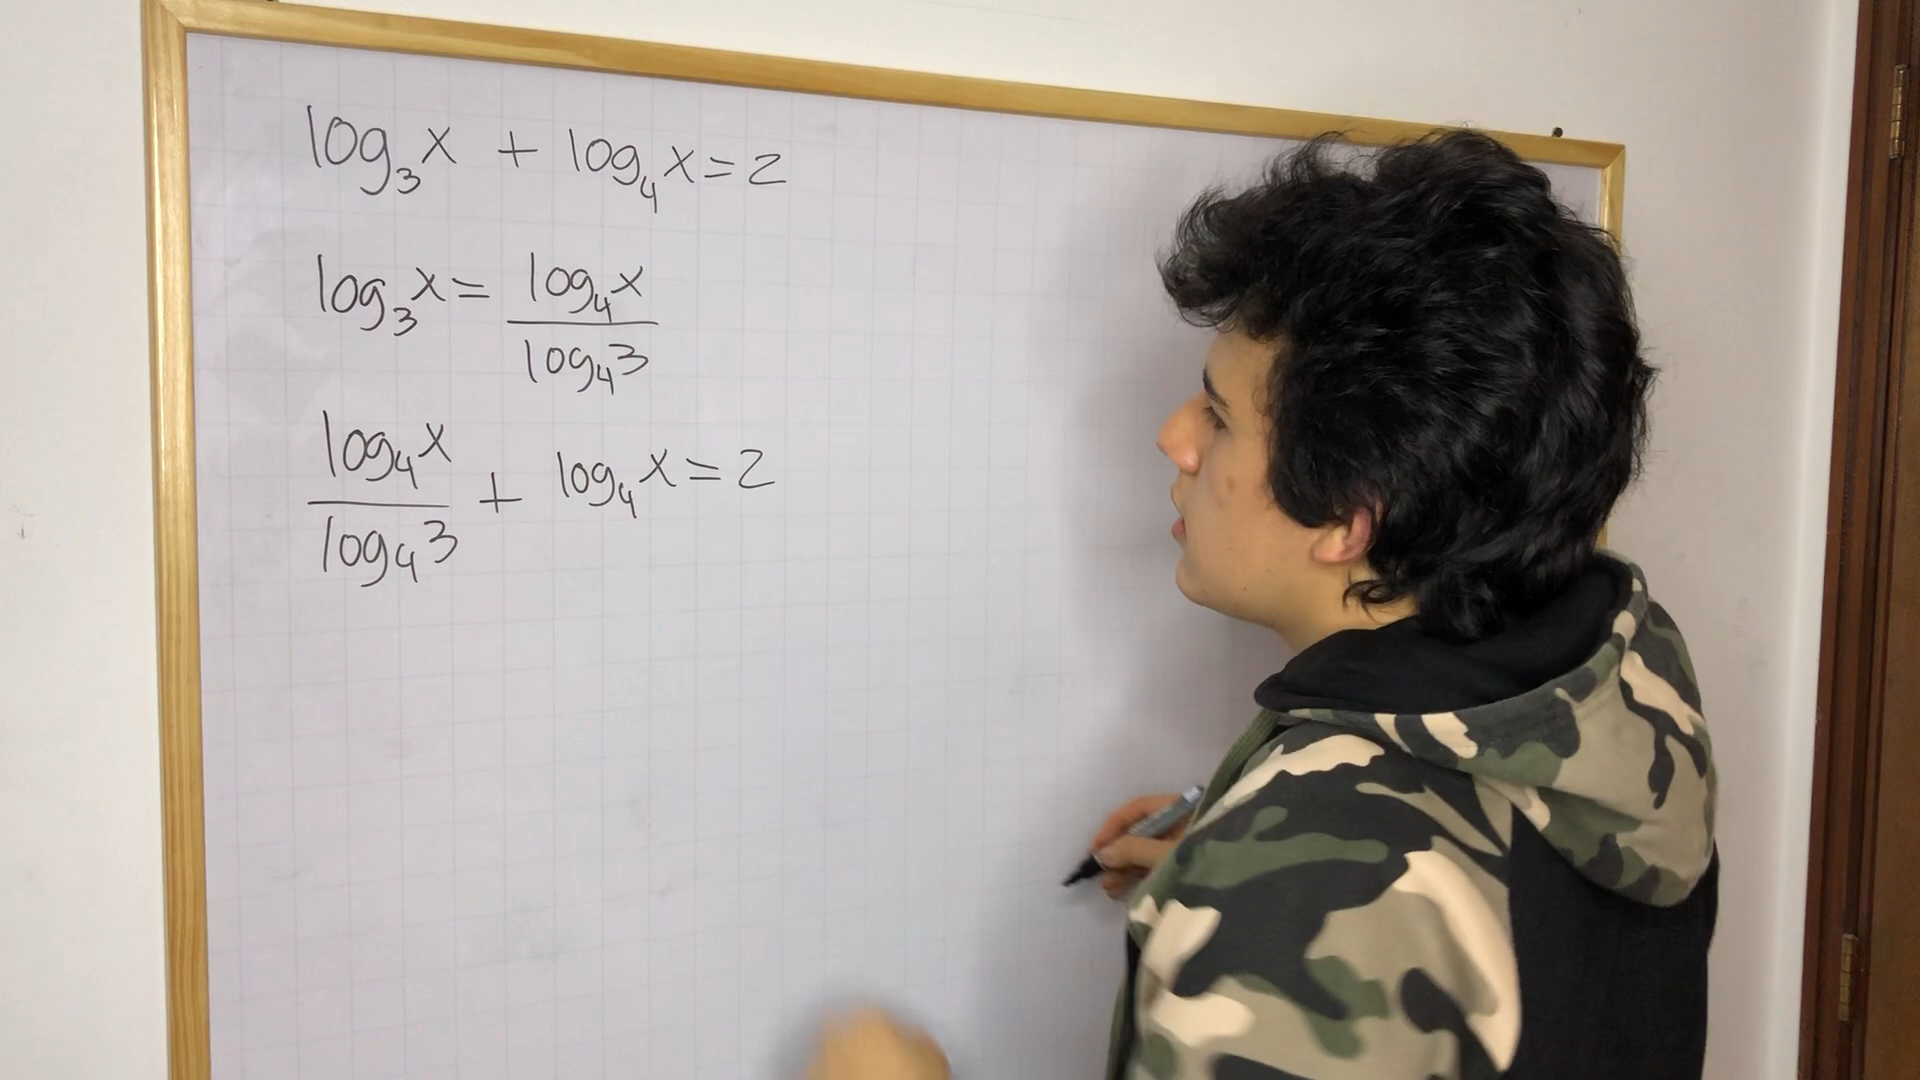 log₃x + log₄x = 2
log₃x = log₄x / log₄3
log₄x / log₄3 + log₄x = 2